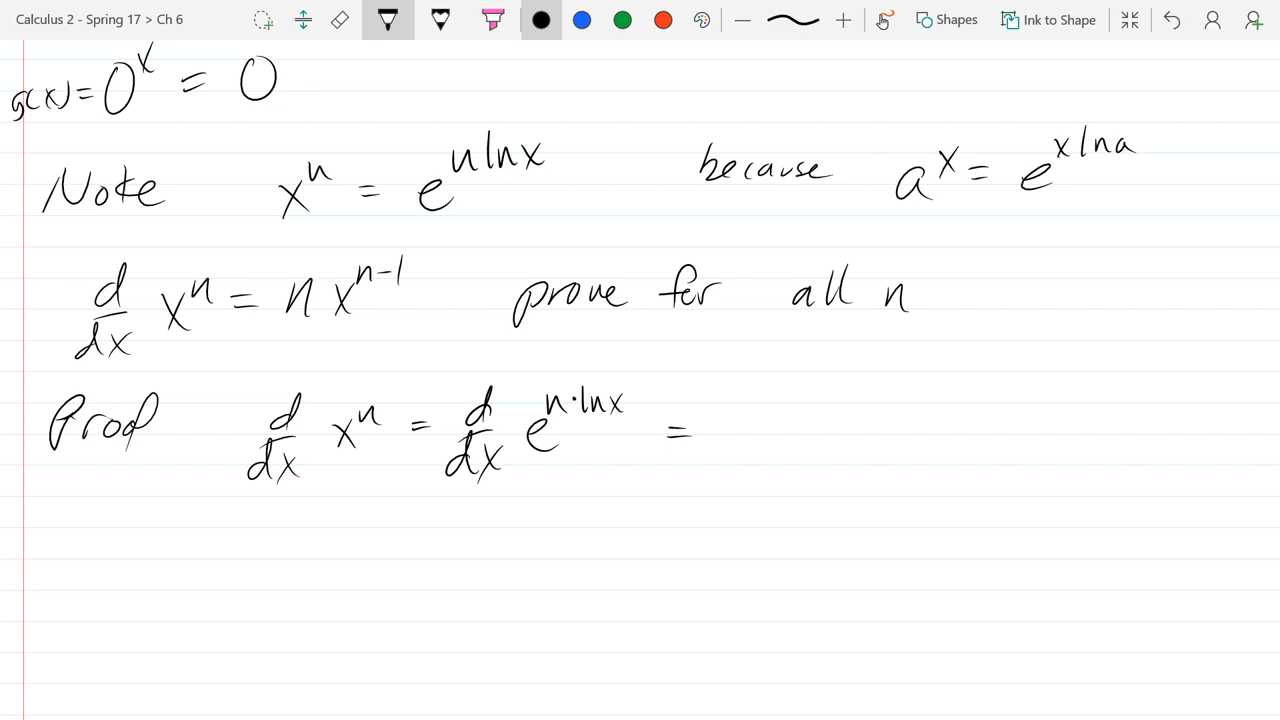 Calculus 2 - Spring 17 > Ch 6
Shapes
Ink to Shape
g(x) = 0^x = 0
Note x^n = e^{n ln x} because a^x = e^{x ln a}
d/dx x^n = n x^{n-1} prove for all n
Proof d/dx x^n = d/dx e^{n·ln x} =